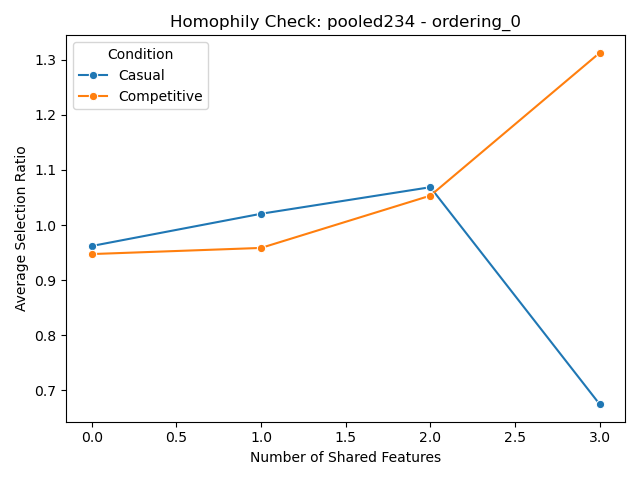 Homophily Check: pooled234 - ordering_0
Condition
Casual
Competitive
Average Selection Ratio
1.3
1.2
1.1
1.0
0.9
0.8
0.7
0.0 0.5 1.0 1.5 2.0 2.5 3.0
Number of Shared Features